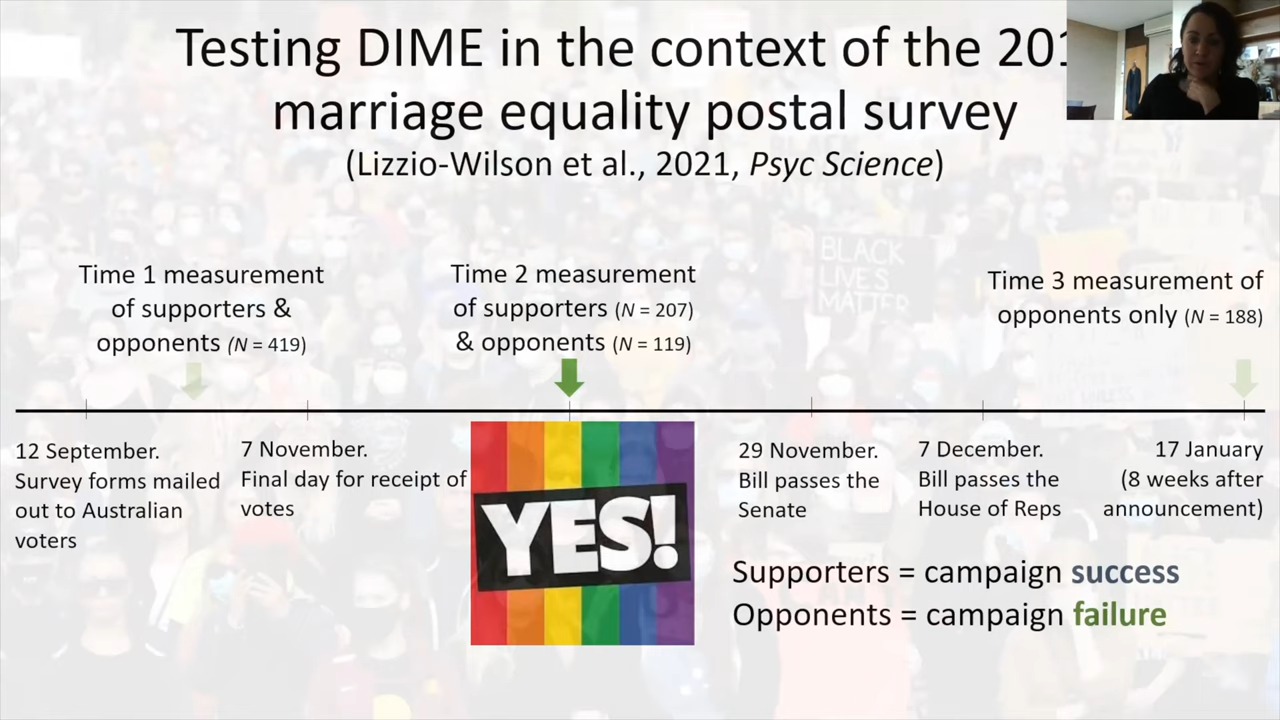 Testing DIME in the context of the
marriage equality postal survey
(Lizzio-Wilson et al., 2021, Psyc Science)
Time 1 measurement
of supporters &
opponents (N = 419)
Time 2 measurement
of supporters (N = 207)
& opponents (N = 119)
Time 3 measurement of
opponents only (N = 188)
BLACK
LIVES
MATTER
12 September.
Survey forms mailed
out to Australian
voters
7 November.
Final day for receipt of
votes
YES!
29 November.
Bill passes the
Senate
7 December.
Bill passes the
House of Reps
17 January
(8 weeks after
announcement)
Supporters = campaign success
Opponents = campaign failure